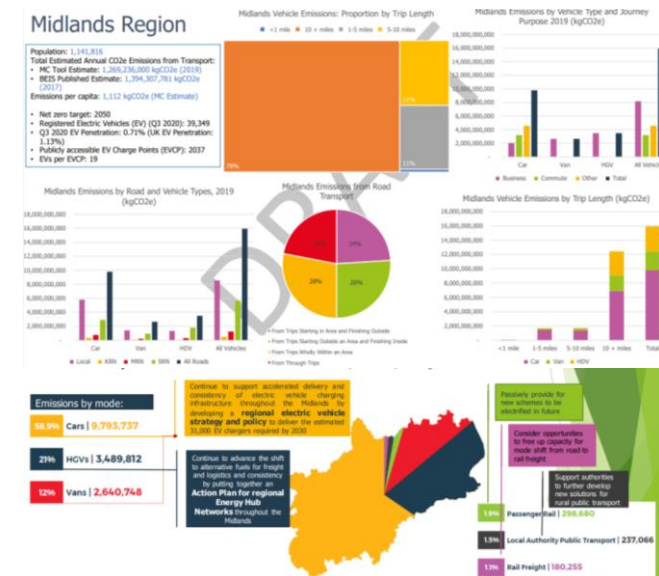 Midlands Region
Population: 1,141,816
Total Estimated Annual CO2e Emissions from Transport:
• MC Tool Estimate: 1,269,236,000 kgCO2e (2019)
• BEIS Published Estimate: 1,394,307,781 kgCO2e
(2017)
Emissions per capita: 1,112 kgCO2e (MC Estimate)
• Net zero target: 2050
• Registered Electric Vehicles (EV) (Q3 2020): 39,349
• Q3 2020 EV Penetration: 0.71% (UK EV Penetration:
1.13%)
• Publicly accessible EV Charge Points (EVCP): 2037
• EVs per EVCP: 19
Midlands Vehicle Emissions: Proportion by Trip Length
<1 mile 10 + miles 1-5 miles 5-10 miles
78%
11%
11%
Midlands Emissions by Vehicle Type and Journey
Purpose 2019 (kgCO2e)
18,000,000,000
16,000,000,000
14,000,000,000
12,000,000,000
10,000,000,000
8,000,000,000
6,000,000,000
4,000,000,000
2,000,000,000
-
Car Van HGV All Vehicles
Business Commute Other Total
Midlands Emissions by Road and Vehicle Types, 2019
(kgCO2e)
18,000,000,000
16,000,000,000
14,000,000,000
12,000,000,000
10,000,000,000
8,000,000,000
6,000,000,000
4,000,000,000
2,000,000,000
-
Car Van HDV All Vehicles
Local KRN MRN SRN All Roads
Midlands Emissions from Road
Transport
24%
28%
28%
From Trips Starting in Area and Finishing Outside
From Trips Starting Outside an Area and Finishing Inside
From Trips Wholly Within an Area
From Through Trips
Midlands Vehicle Emissions by Trip Length (kgCO2e)
18,000,000,000
16,000,000,000
14,000,000,000
12,000,000,000
10,000,000,000
8,000,000,000
6,000,000,000
4,000,000,000
2,000,000,000
-
<1 mile 1-5 miles 5-10 miles 10 + miles Total
Car Van HDV
DRAFT
Emissions by mode:
58.9% Cars | 9,793,737
21% HGVs | 3,489,812
12% Vans | 2,640,748
Continue to support accelerated delivery and
consistency of electric vehicle charging
infrastructure throughout the Midlands by
developing a regional electric vehicle
strategy and policy to deliver the estimated
31,000 EV chargers required by 2030
Continue to advance the shift
to alternative fuels for freight
and logistics and consistency
by putting together an
Action Plan for regional
Energy Hub
Networks throughout the
Midlands
Passively provide for
new schemes to be
electrified in future
Consider opportunities
to free up capacity for
mode shift from road to
rail freight
Support authorities
to further develop
new solutions for
rural public transport
1.8% Passenger Rail | 298,680
1.5% Local Authority Public Transport | 237,066
1.1% Rail Freight | 180,255